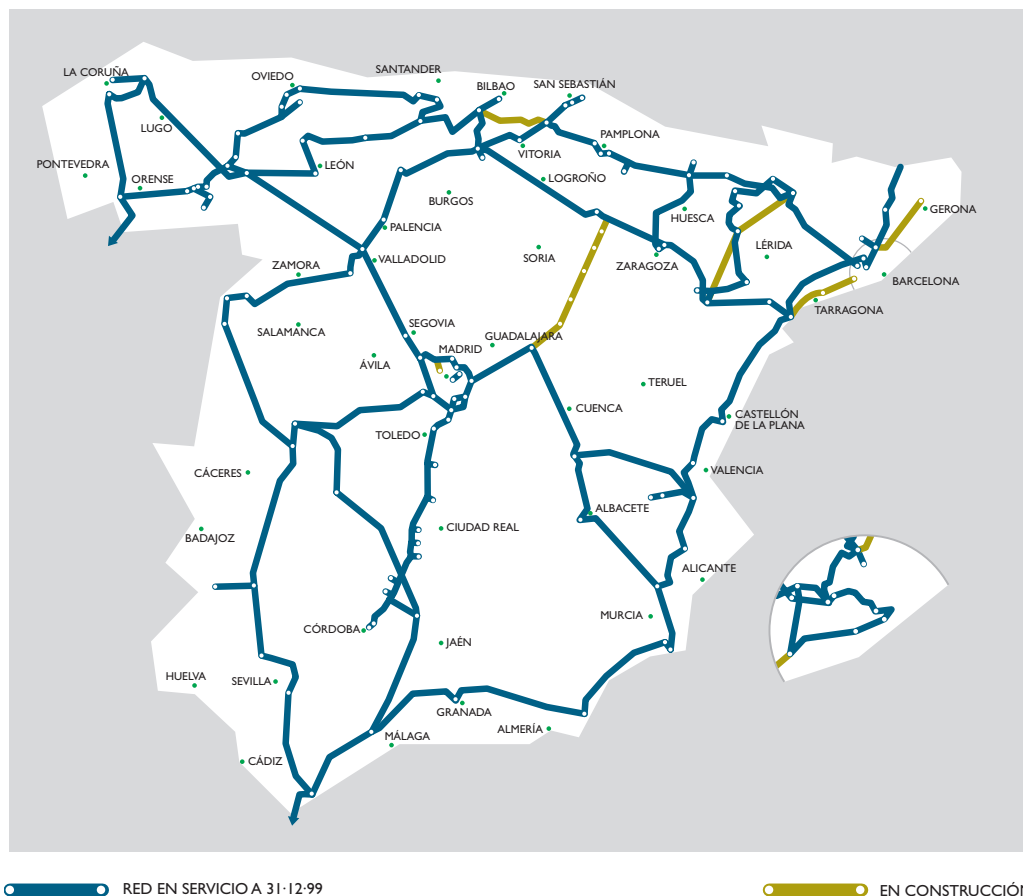 LA CORUÑA
OVIEDO
SANTANDER
BILBAO
SAN SEBASTIÁN
LUGO
PONTEVEDRA
ORENSE
LEÓN
VITORIA
PAMPLONA
LOGROÑO
BURGOS
HUESCA
GERONA
PALENCIA
VALLADOLID
SORIA
ZARAGOZA
LÉRIDA
ZAMORA
BARCELONA
TARRAGONA
SALAMANCA
SEGOVIA
GUADALAJARA
MADRID
ÁVILA
TERUEL
CUENCA
CASTELLÓN
DE LA PLANA
TOLEDO
CÁCERES
VALENCIA
ALBACETE
CIUDAD REAL
BADAJOZ
ALICANTE
MURCIA
CÓRDOBA
JAÉN
HUELVA
SEVILLA
GRANADA
ALMERÍA
MÁLAGA
CÁDIZ
RED EN SERVICIO A 31·12·99
EN CONSTRUCCIÓN